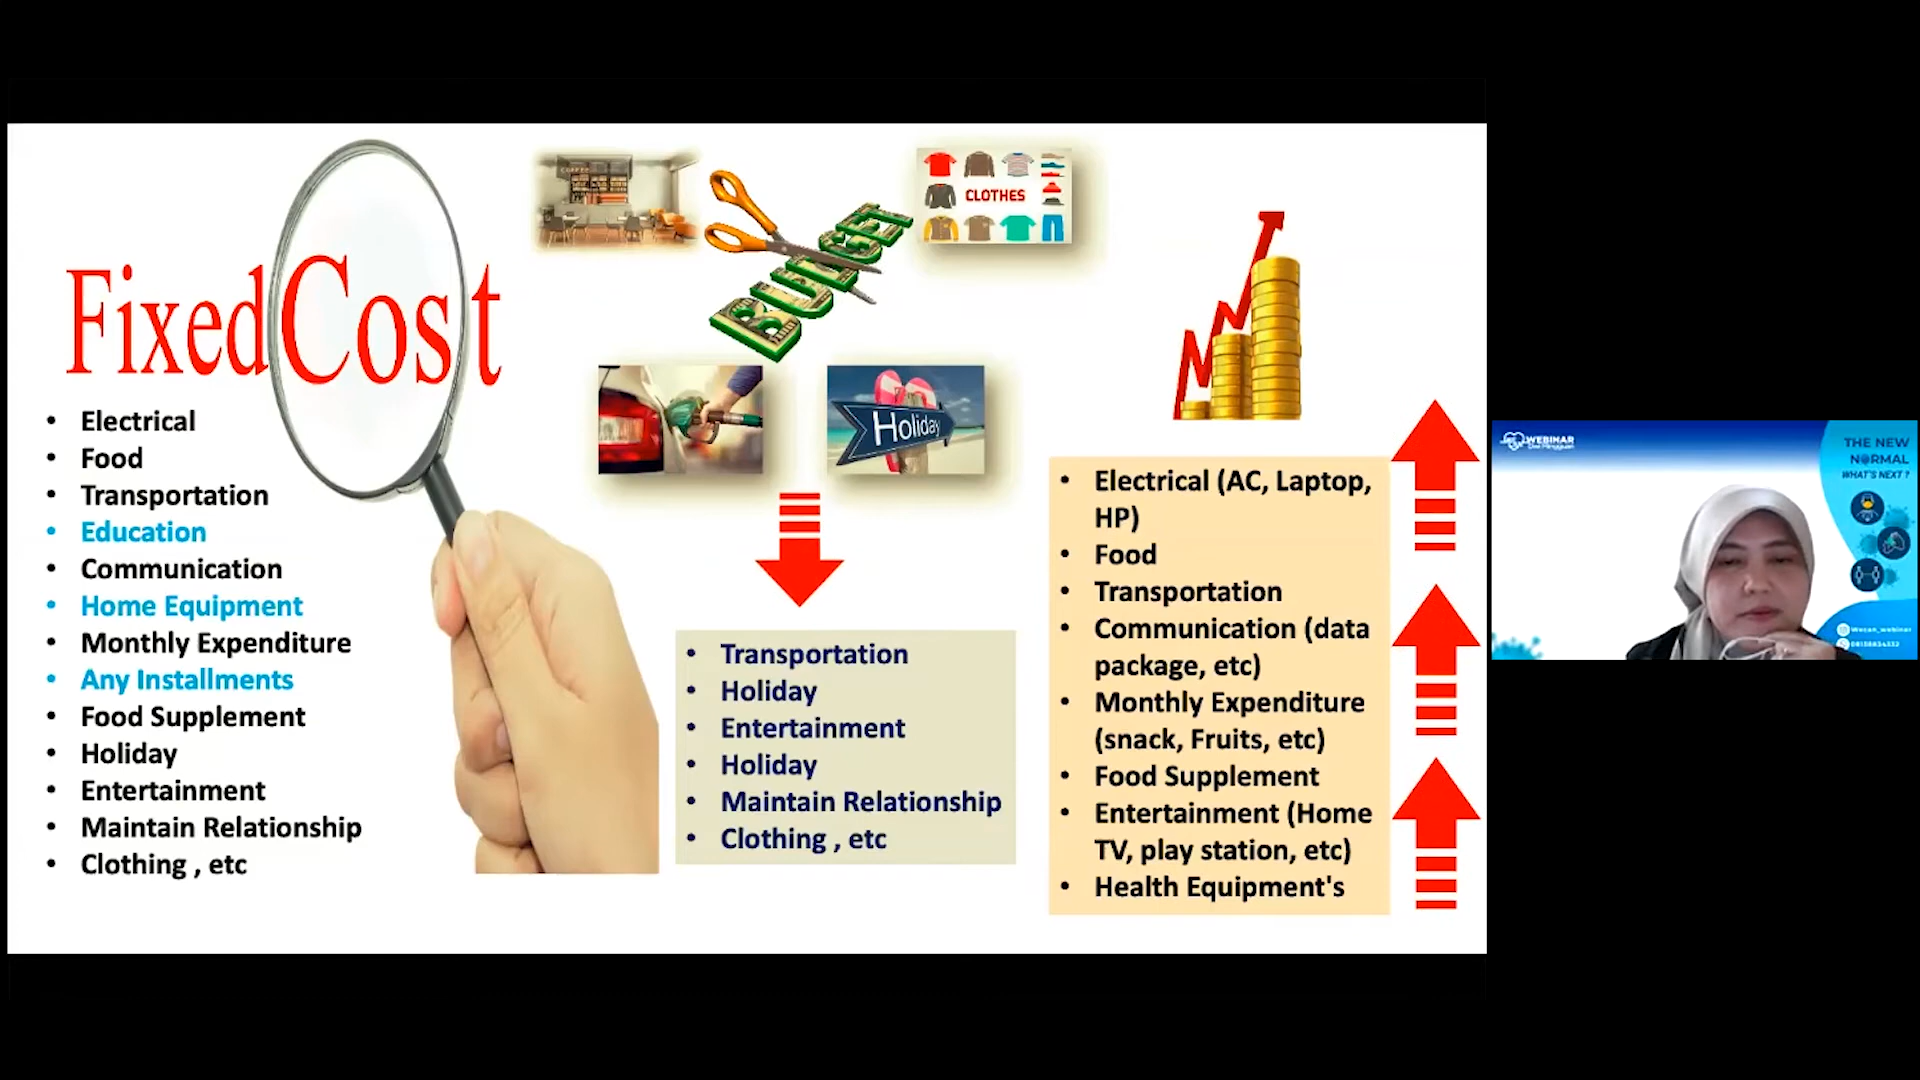 FixedCost
Electrical
Food
Transportation
Education
Communication
Home Equipment
Monthly Expenditure
Any Installments
Food Supplement
Holiday
Entertainment
Maintain Relationship
Clothing , etc
COFFEE
BUDGET
CLOTHES
Holiday
Transportation
Holiday
Entertainment
Holiday
Maintain Relationship
Clothing , etc
Electrical (AC, Laptop,
HP)
Food
Transportation
Communication (data
package, etc)
Monthly Expenditure
(snack, Fruits, etc)
Food Supplement
Entertainment (Home
TV, play station, etc)
Health Equipment's
WEBINAR
THE NEW
NORMAL
WHAT'S NEXT ?